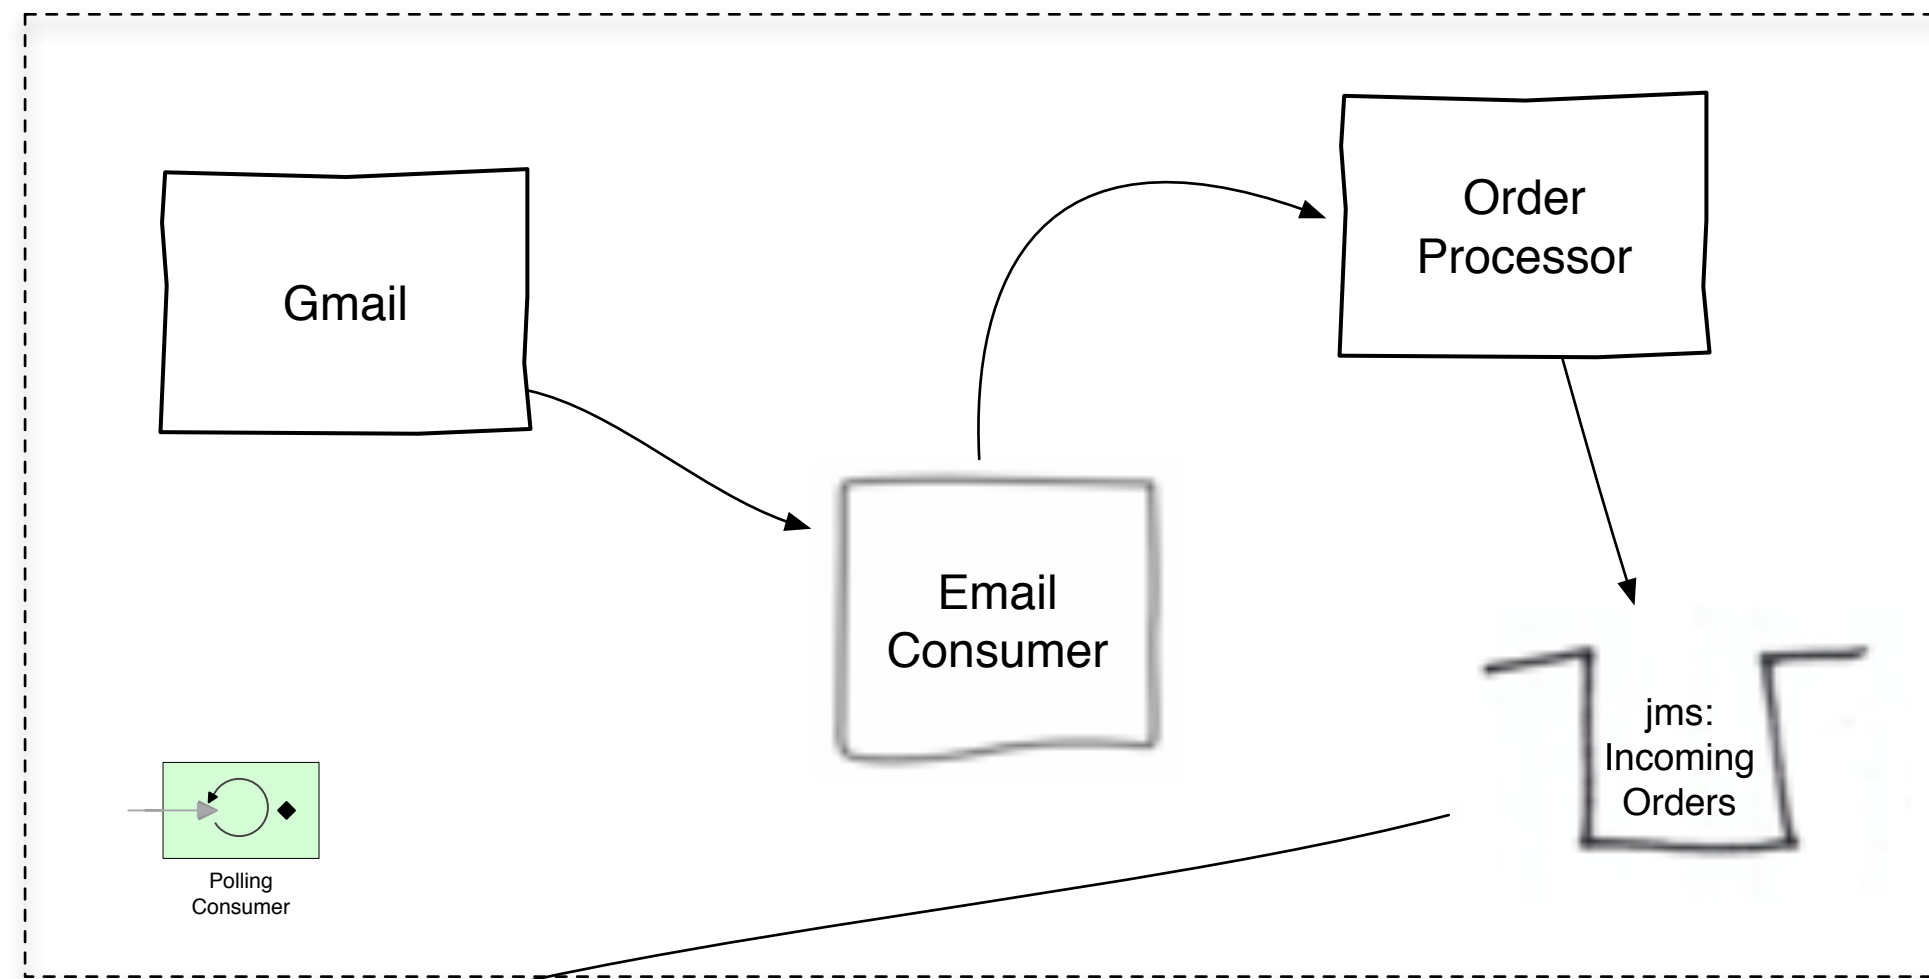 Order
Processor
Gmail
Email
Consumer
jms:
Incoming
Orders
Polling
Consumer